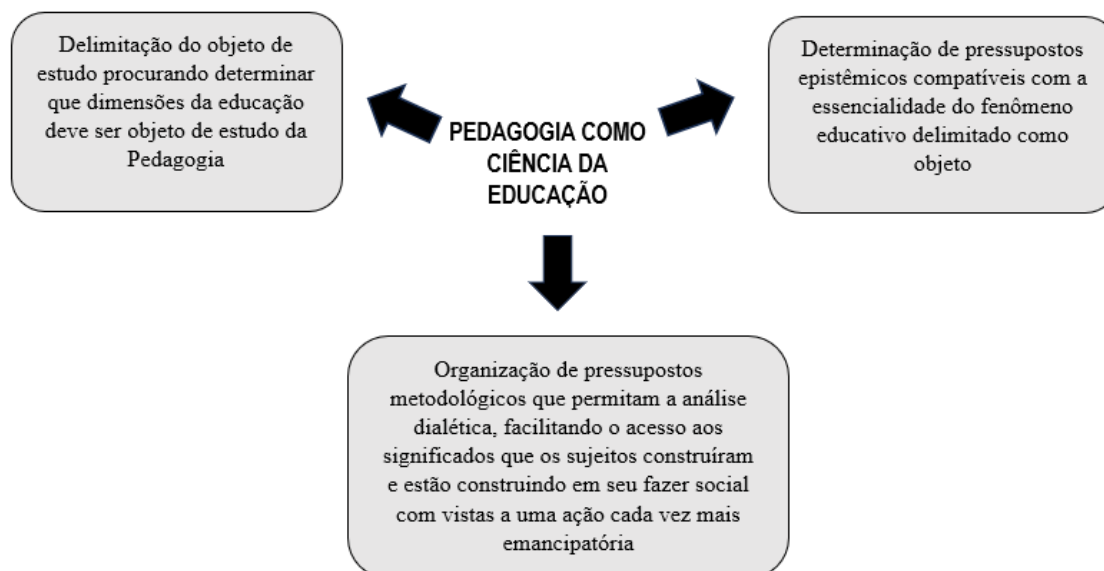 Delimitação do objeto de
estudo procurando determinar
que dimensões da educação
deve ser objeto de estudo da
Pedagogia
PEDAGOGIA COMO
CIÊNCIA DA
EDUCAÇÃO
Determinação de pressupostos
epistêmicos compatíveis com a
essencialidade do fenômeno
educativo delimitado como
objeto
Organização de pressupostos
metodológicos que permitam a análise
dialética, facilitando o acesso aos
significados que os sujeitos construíram
e estão construindo em seu fazer social
com vistas a uma ação cada vez mais
emancipatória